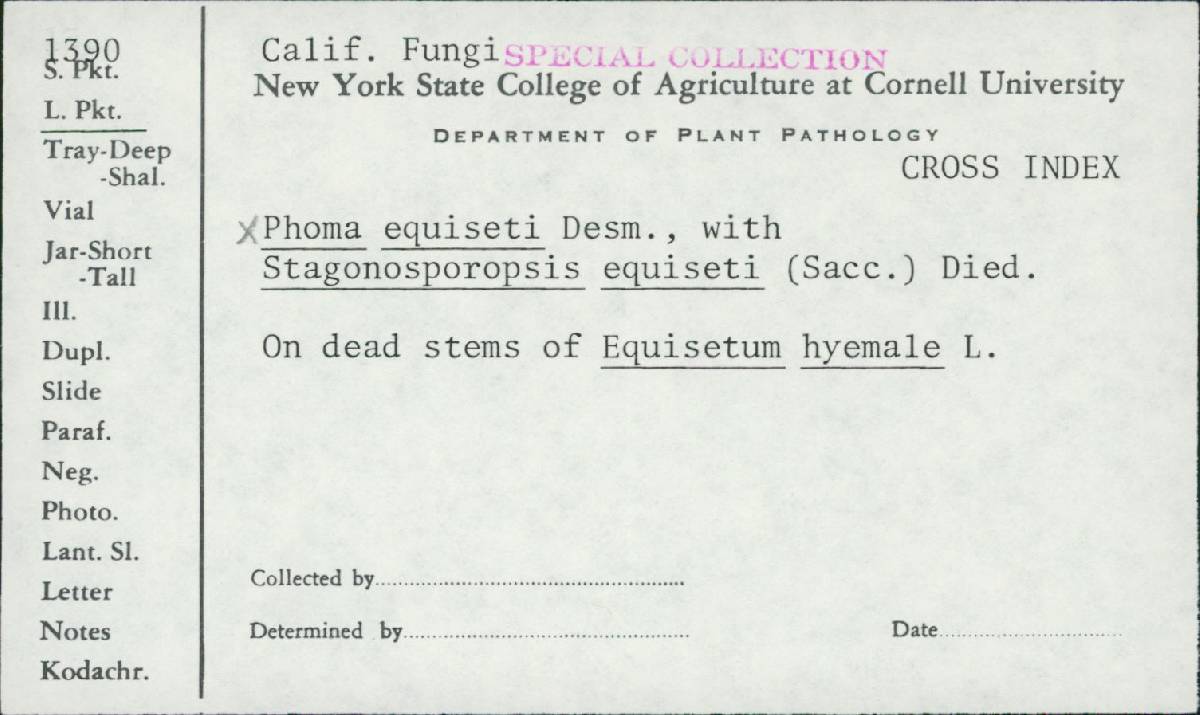 1390
S. Pkt.
L. Pkt.
Tray-Deep
-Shal.
Vial
Jar-Short
-Tall
Ill.
Dupl.
Slide
Paraf.
Neg.
Photo.
Lant. Sl.
Letter
Notes
Kodachr.
Calif. Fungi SPECIAL COLLECTION
New York State College of Agriculture at Cornell University
DEPARTMENT OF PLANT PATHOLOGY
CROSS INDEX
X Phoma equiseti Desm., with
Stagonosporopsis equiseti (Sacc.) Died.
On dead stems of Equisetum hyemale L.
Collected by
Determined by Date